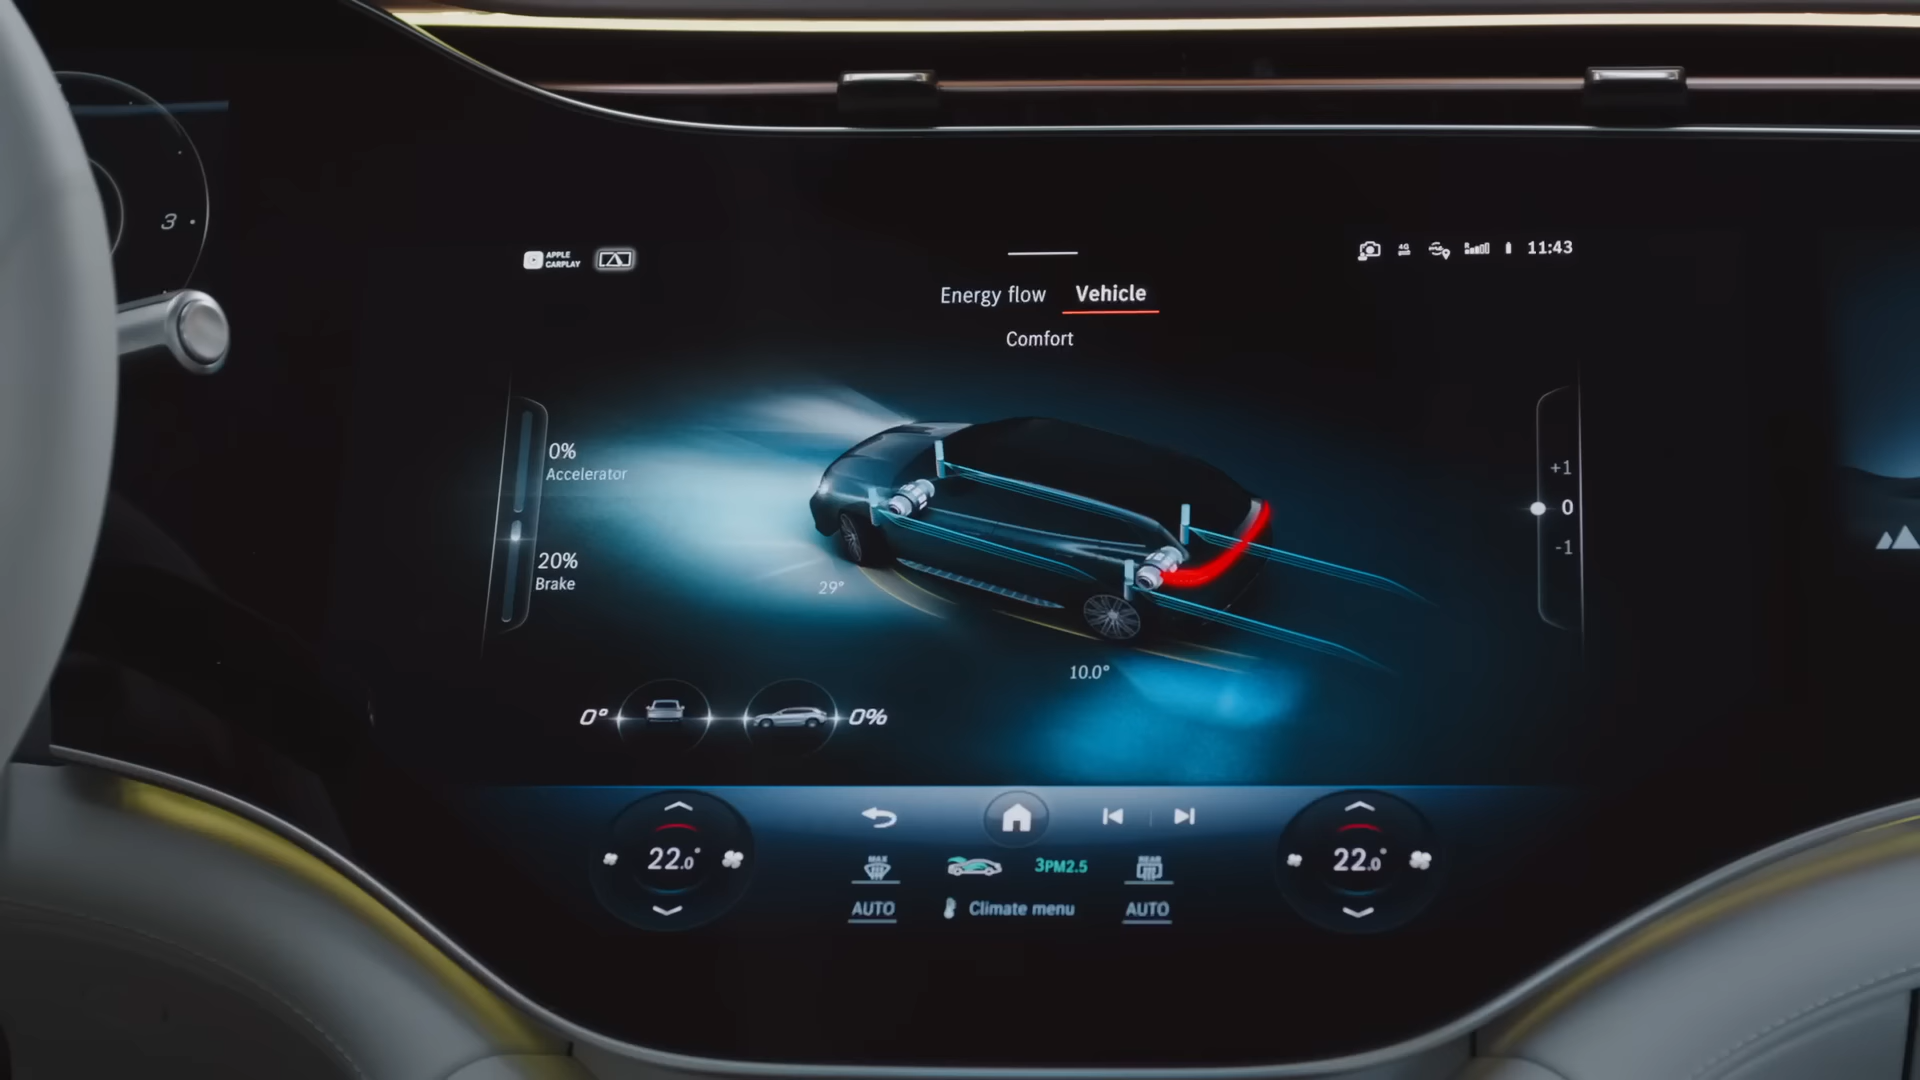 3
APPLE
CARPLAY
4G
11:43
Energy flow Vehicle
Comfort
0%
Accelerator
20%
Brake
+1
0
-1
29°
10.0°
0° 0%
22.0° 22.0°
MAX
3PM2.5
REAR
AUTO
Climate menu
AUTO